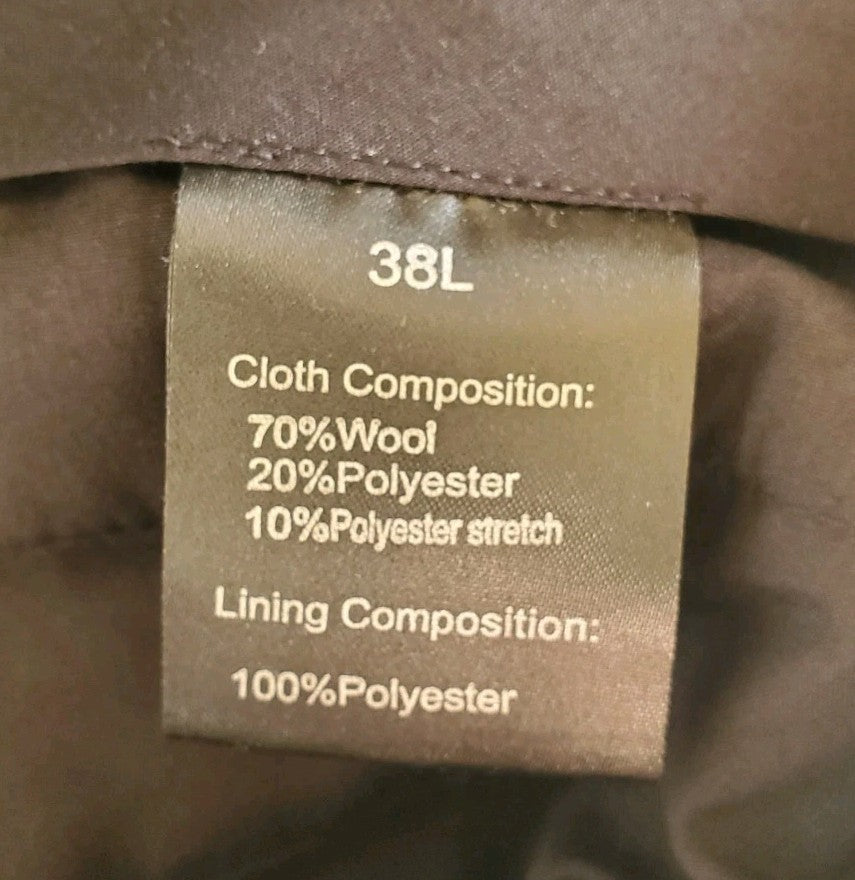 38L
Cloth Composition:
70%Wool
20%Polyester
10%Polyester stretch
Lining Composition:
100%Polyester